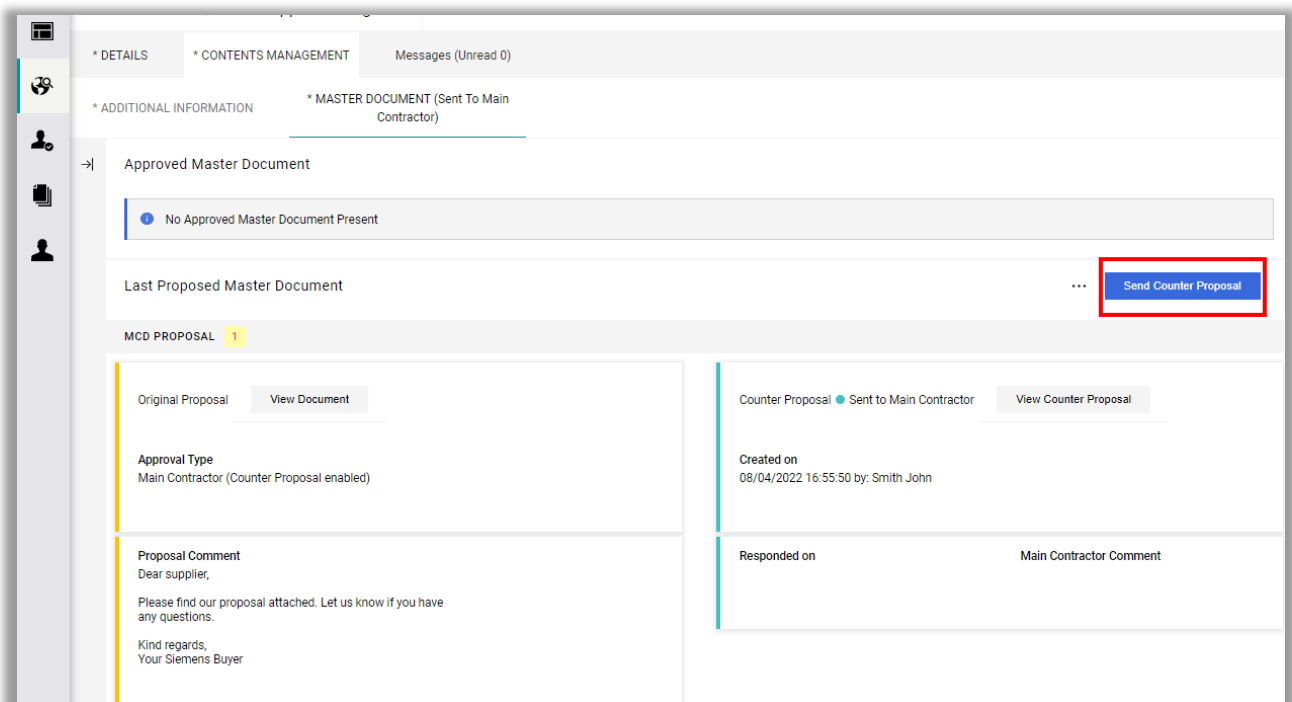 * DETAILS
* CONTENTS MANAGEMENT
Messages (Unread 0)
* ADDITIONAL INFORMATION
* MASTER DOCUMENT (Sent To Main
Contractor)
Approved Master Document
No Approved Master Document Present
Last Proposed Master Document
...
Send Counter Proposal
MCD PROPOSAL 1
Original Proposal
View Document
Counter Proposal
Sent to Main Contractor
View Counter Proposal
Approval Type
Main Contractor (Counter Proposal enabled)
Created on
08/04/2022 16:55:50 by: Smith John
Proposal Comment
Dear supplier,
Please find our proposal attached. Let us know if you have
any questions.
Kind regards,
Your Siemens Buyer
Responded on
Main Contractor Comment